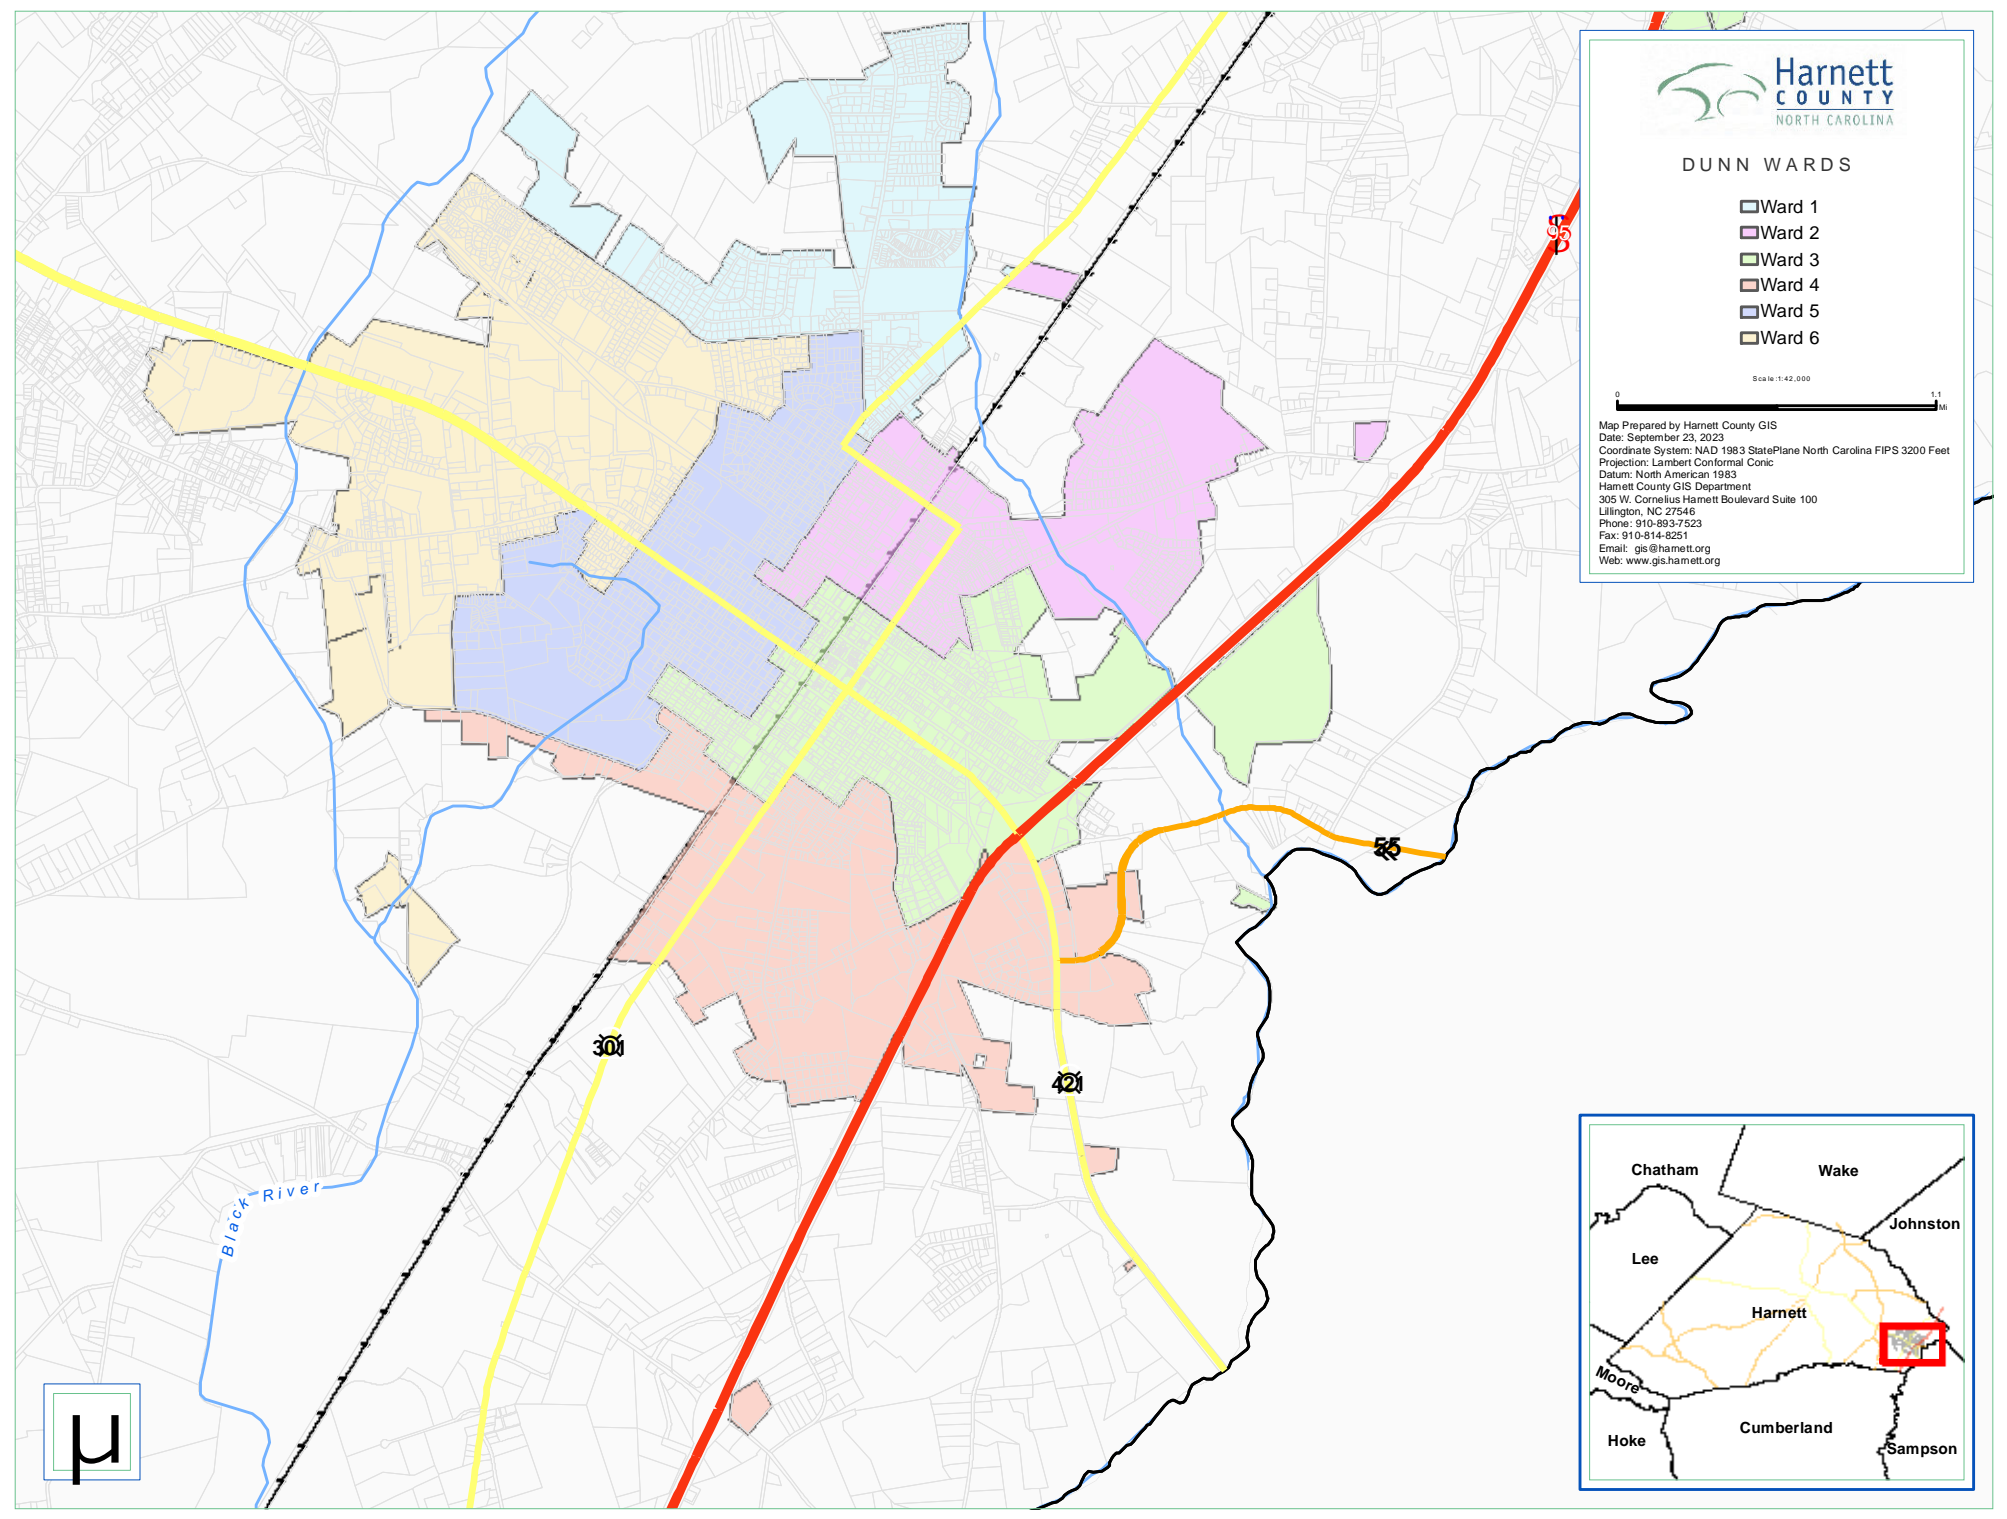 Harnett
COUNTY
NORTH CAROLINA
DUNN WARDS
Ward 1
Ward 2
Ward 3
Ward 4
Ward 5
Ward 6
Scale:1:42,000
0 1.1
Mi
Map Prepared by Harnett County GIS
Date: September 23, 2023
Coordinate System: NAD 1983 StatePlane North Carolina FIPS 3200 Feet
Projection: Lambert Conformal Conic
Datum: North American 1983
Harnett County GIS Department
305 W. Cornelius Harnett Boulevard Suite 100
Lillington, NC 27546
Phone: 910-893-7523
Fax: 910-814-8251
Email: gis@harnett.org
Web: www.gis.harnett.org
95
55
301
421
Black River
Chatham
Wake
Johnston
Lee
Harnett
Moore
Cumberland
Hoke
Sampson
µ